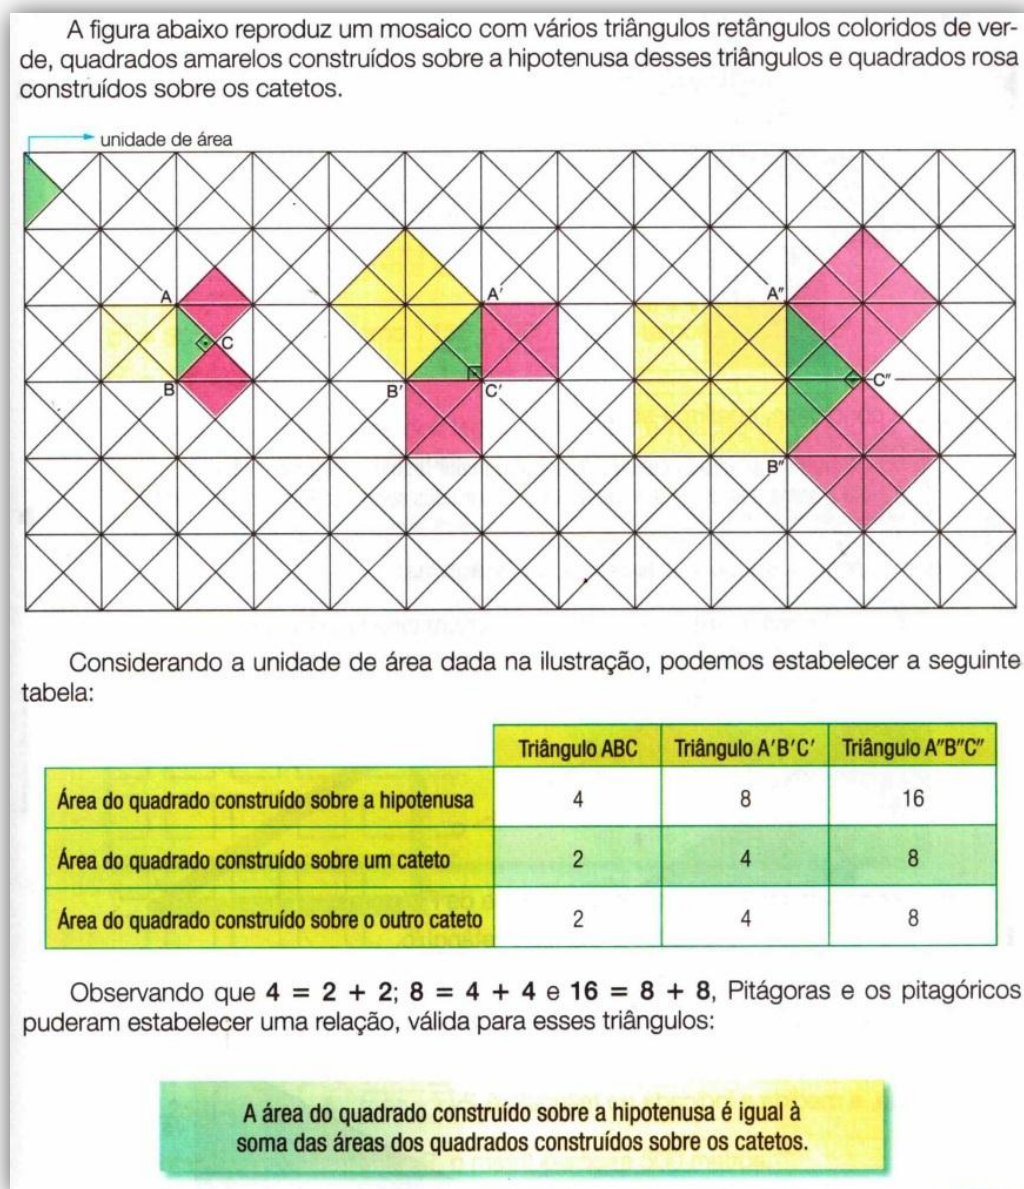 A figura abaixo reproduz um mosaico com vários triângulos retângulos coloridos de ver-
de, quadrados amarelos construídos sobre a hipotenusa desses triângulos e quadrados rosa
construídos sobre os catetos.
unidade de área
A A′ A″
C
B B′ C′ C″
B″
Considerando a unidade de área dada na ilustração, podemos estabelecer a seguinte
tabela:
Triângulo ABC Triângulo A′B′C′ Triângulo A″B″C″
Área do quadrado construído sobre a hipotenusa 4 8 16
Área do quadrado construído sobre um cateto 2 4 8
Área do quadrado construído sobre o outro cateto 2 4 8
Observando que 4 = 2 + 2; 8 = 4 + 4 e 16 = 8 + 8, Pitágoras e os pitagóricos
puderam estabelecer uma relação, válida para esses triângulos:
A área do quadrado construído sobre a hipotenusa é igual à
soma das áreas dos quadrados construídos sobre os catetos.